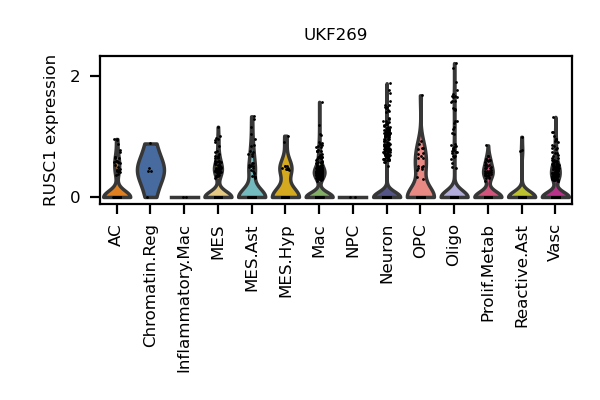 UKF269
RUSC1 expression
2
0
AC
Chromatin.Reg
Inflammatory.Mac
MES
MES.Ast
MES.Hyp
Mac
NPC
Neuron
OPC
Oligo
Prolif.Metab
Reactive.Ast
Vasc